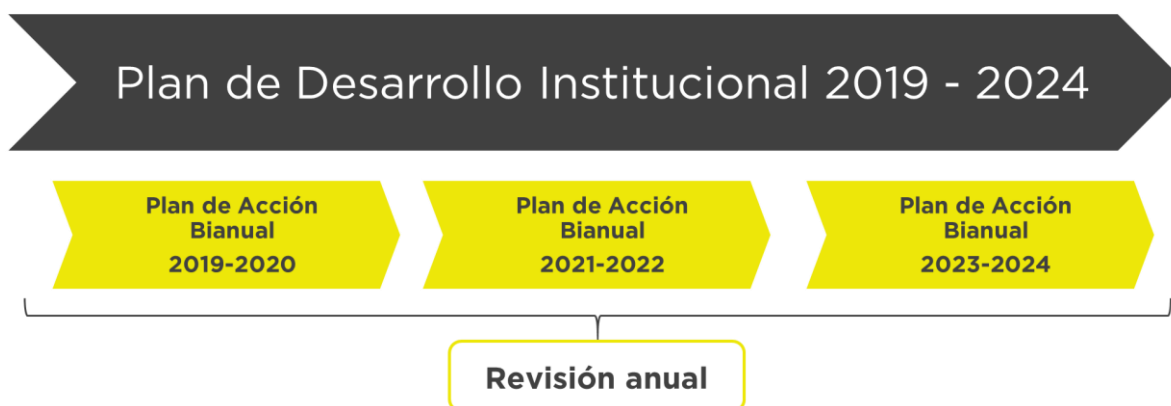 Plan de Desarrollo Institucional 2019 - 2024
Plan de Acción
Bianual
2019-2020
Plan de Acción
Bianual
2021-2022
Plan de Acción
Bianual
2023-2024
Revisión anual